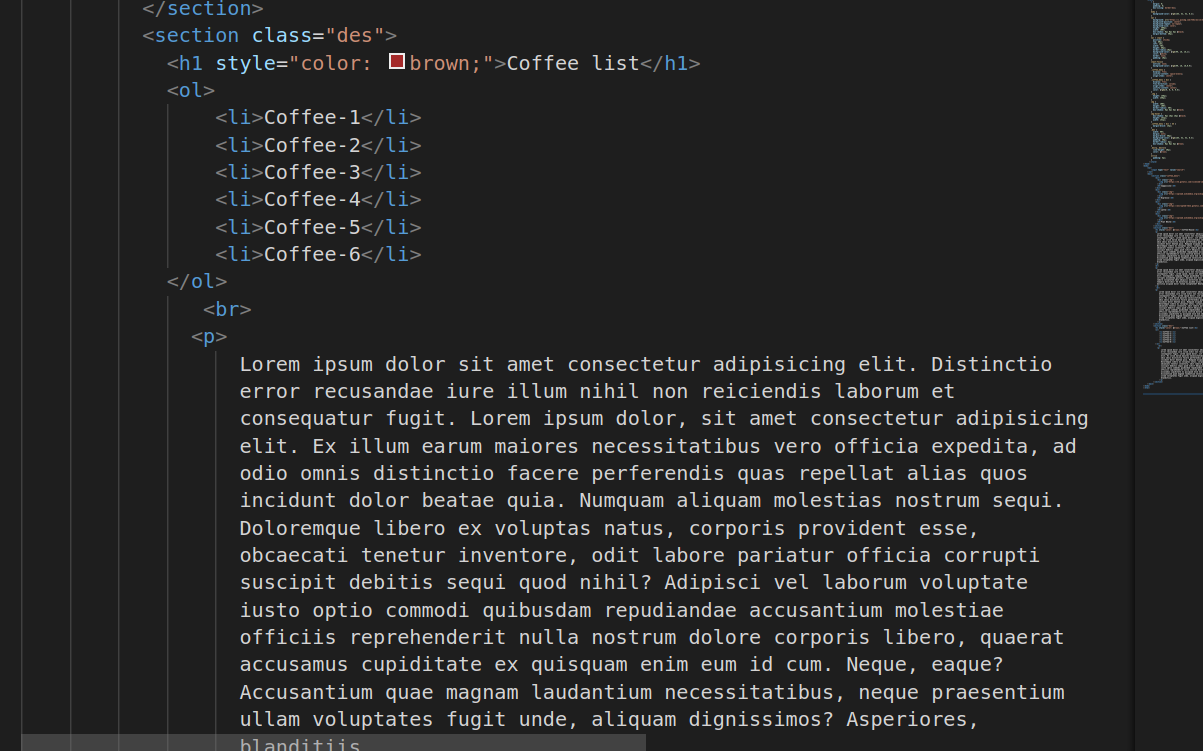 </section>
<section class="des">
<h1 style="color: brown;">Coffee list</h1>
<ol>
<li>Coffee-1</li>
<li>Coffee-2</li>
<li>Coffee-3</li>
<li>Coffee-4</li>
<li>Coffee-5</li>
<li>Coffee-6</li>
</ol>
<br>
<p>
Lorem ipsum dolor sit amet consectetur adipisicing elit. Distinctio
error recusandae iure illum nihil non reiciendis laborum et
consequatur fugit. Lorem ipsum dolor, sit amet consectetur adipisicing
elit. Ex illum earum maiores necessitatibus vero officia expedita, ad
odio omnis distinctio facere perferendis quas repellat alias quos
incidunt dolor beatae quia. Numquam aliquam molestias nostrum sequi.
Doloremque libero ex voluptas natus, corporis provident esse,
obcaecati tenetur inventore, odit labore pariatur officia corrupti
suscipit debitis sequi quod nihil? Adipisci vel laborum voluptate
iusto optio commodi quibusdam repudiandae accusantium molestiae
officiis reprehenderit nulla nostrum dolore corporis libero, quaerat
accusamus cupiditate ex quisquam enim eum id cum. Neque, eaque?
Accusantium quae magnam laudantium necessitatibus, neque praesentium
ullam voluptates fugit unde, aliquam dignissimos? Asperiores,
blanditiis